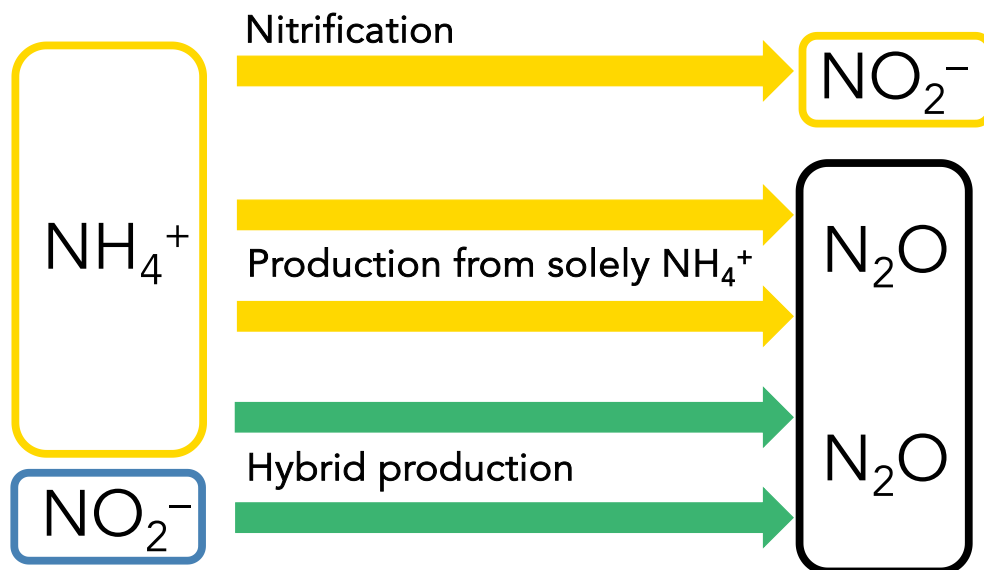 Nitrification
NO₂⁻
NH₄⁺
N₂O
Production from solely NH₄⁺
N₂O
Hybrid production
NO₂⁻